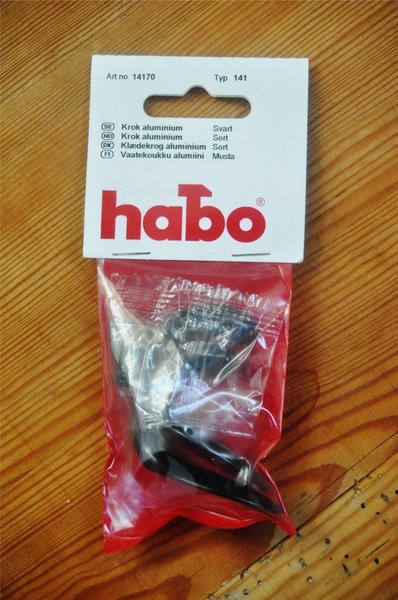 Art no 14170 Typ 141
SE Krok aluminium Svart
NO Krok aluminium Sort
DK Klædekrog aluminium Sort
FI Vaatekoukku alumiini Musta
habo®